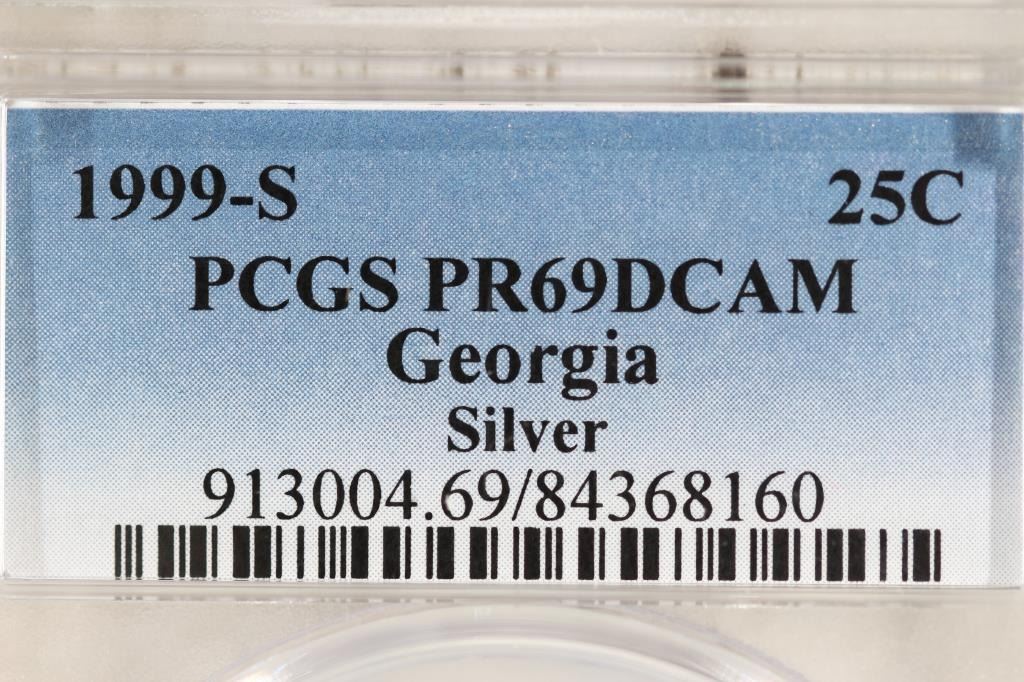 1999-S 25C
PCGS PR69DCAM
Georgia
Silver
913004.69/84368160